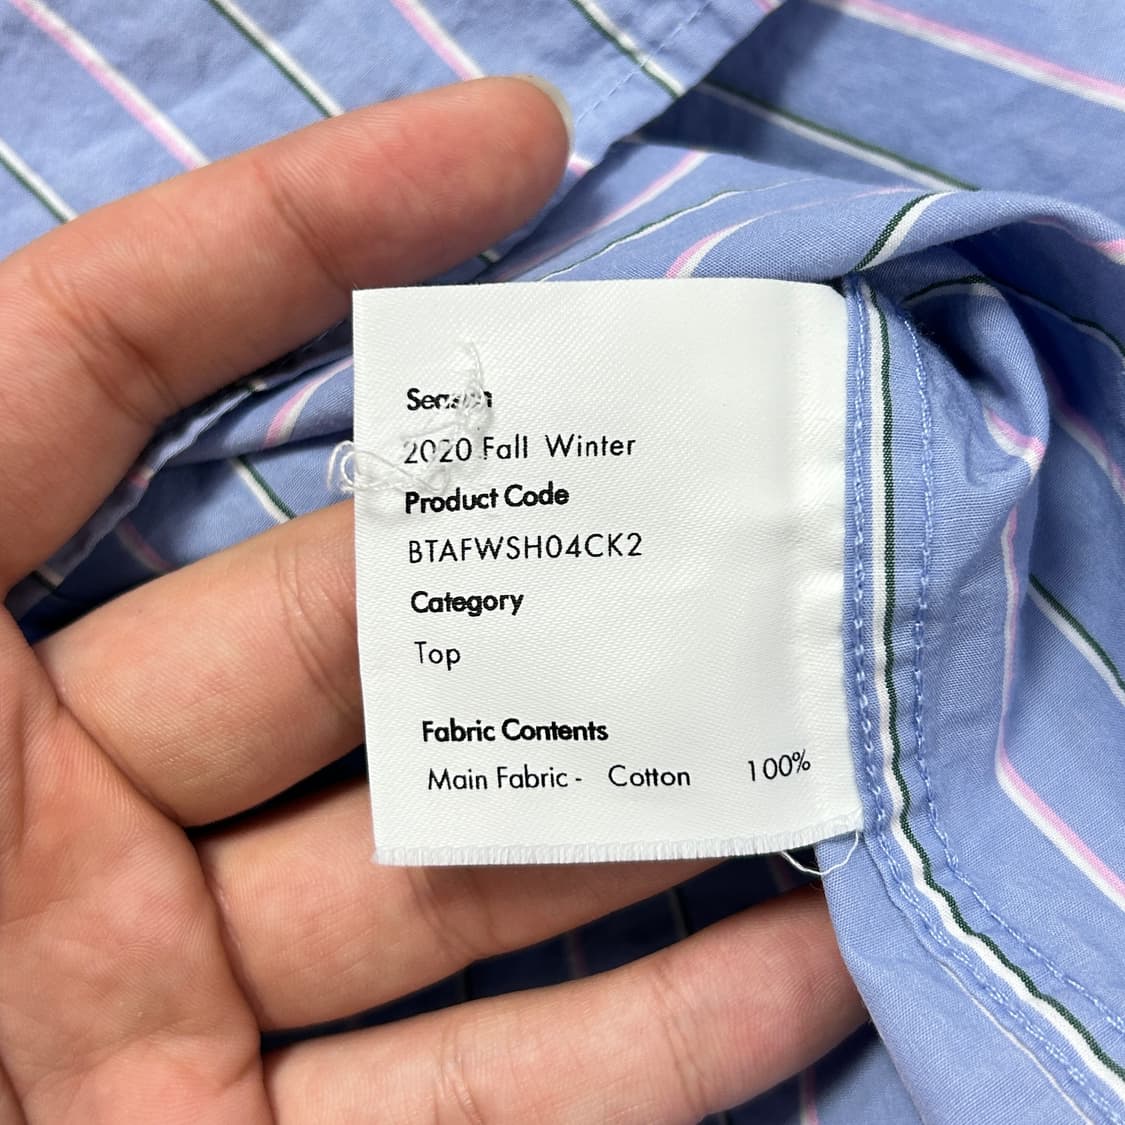 Season
2020 Fall Winter
Product Code
BTAFWSH04CK2
Category
Top
Fabric Contents
Main Fabric - Cotton 100%